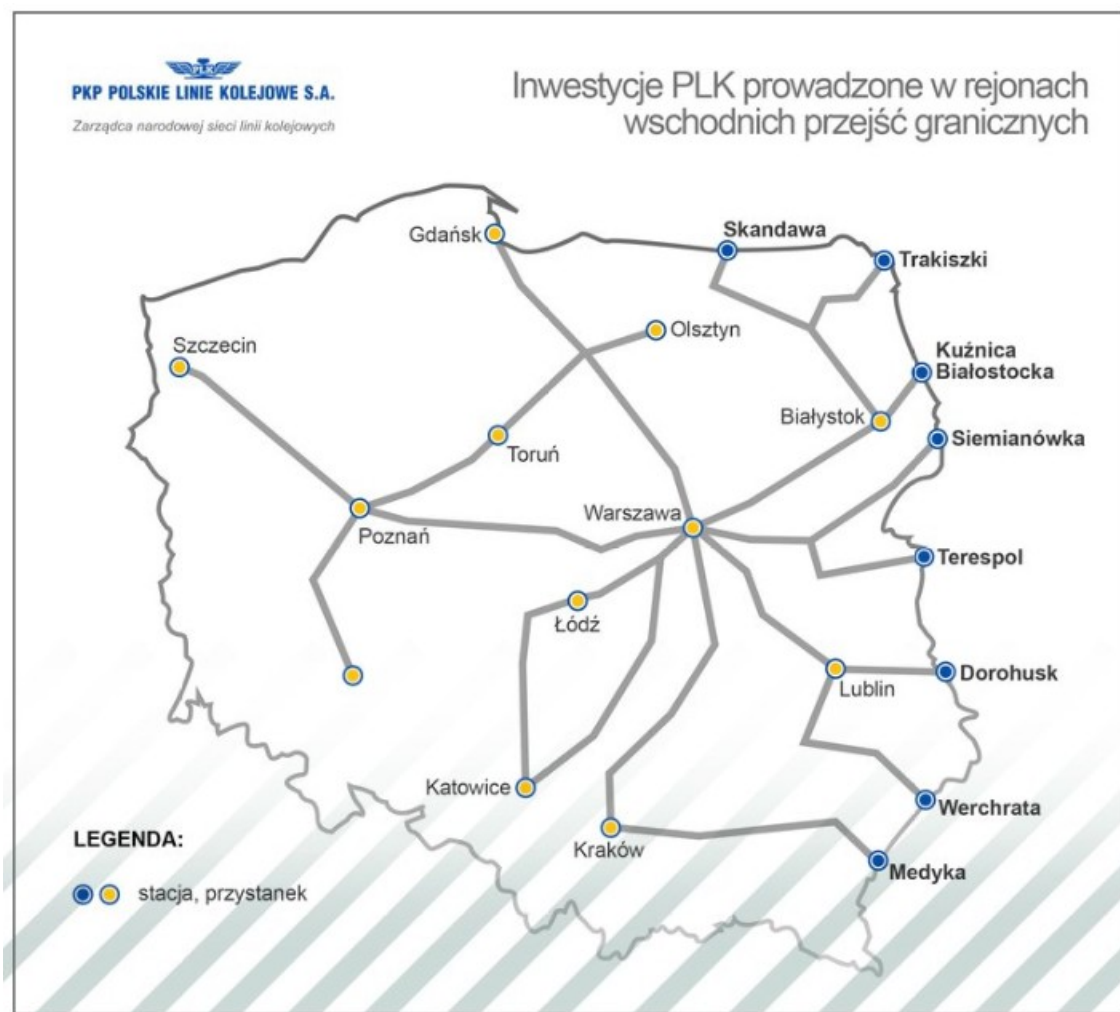 PLK
PKP POLSKIE LINIE KOLEJOWE S.A.
Zarządca narodowej sieci linii kolejowych
Inwestycje PLK prowadzone w rejonach
wschodnich przejść granicznych
Gdańsk
Skandawa
Trakiszki
Olsztyn
Szczecin
Kuźnica
Białostocka
Białystok
Siemianówka
Toruń
Warszawa
Poznań
Terespol
Łódź
Dorohusk
Lublin
Katowice
Werchrata
Kraków
Medyka
LEGENDA:
stacja, przystanek